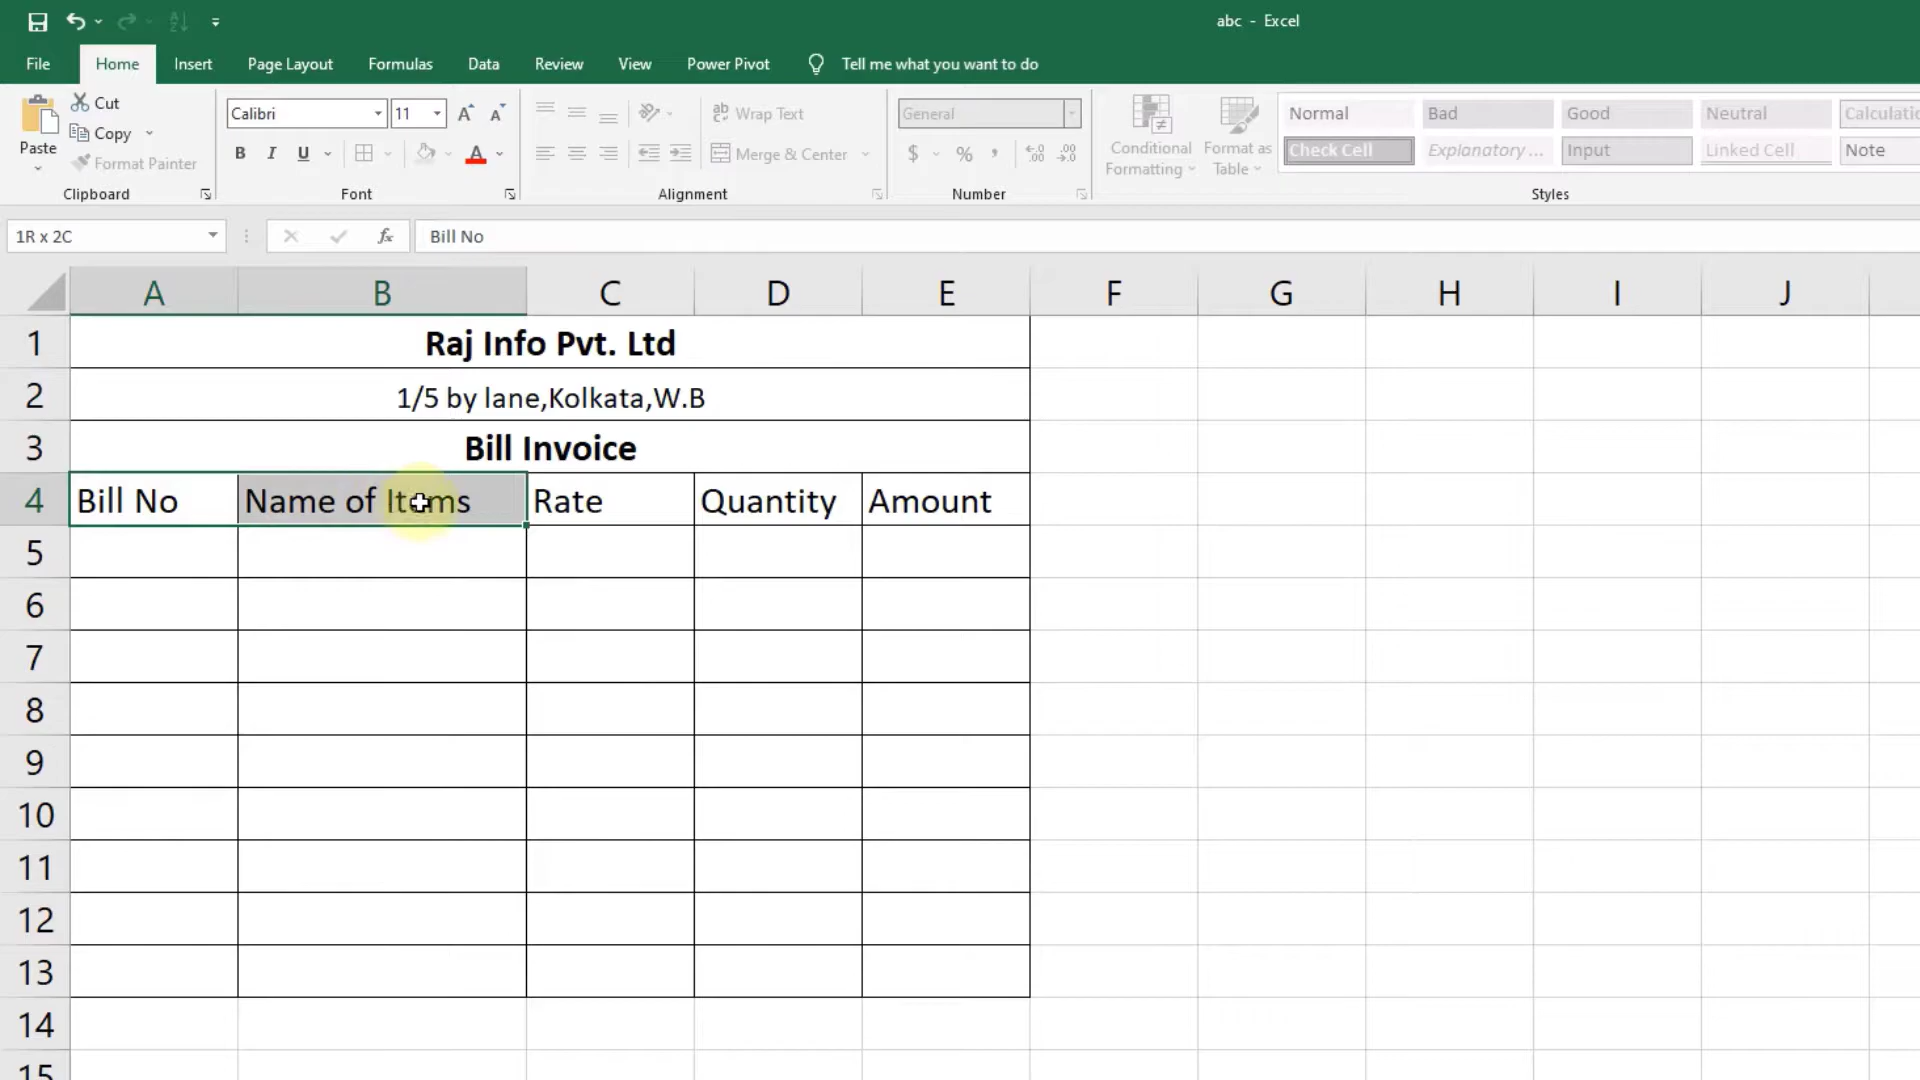 abc - Excel
File Home Insert Page Layout Formulas Data Review View Power Pivot Tell me what you want to do
Paste
Cut
Copy
Format Painter
Clipboard
Calibri 11
B I U
Font
Wrap Text
Merge & Center
Alignment
General
$ % ,
Number
Conditional Formatting
Format as Table
Normal Bad Good Neutral Calculatio
Check Cell Explanatory ... Input Linked Cell Note
Styles
1R x 2C fx Bill No
A B C D E F G H I J
1 Raj Info Pvt. Ltd
2 1/5 by lane,Kolkata,W.B
3 Bill Invoice
4 Bill No Name of Items Rate Quantity Amount
5
6
7
8
9
10
11
12
13
14
15